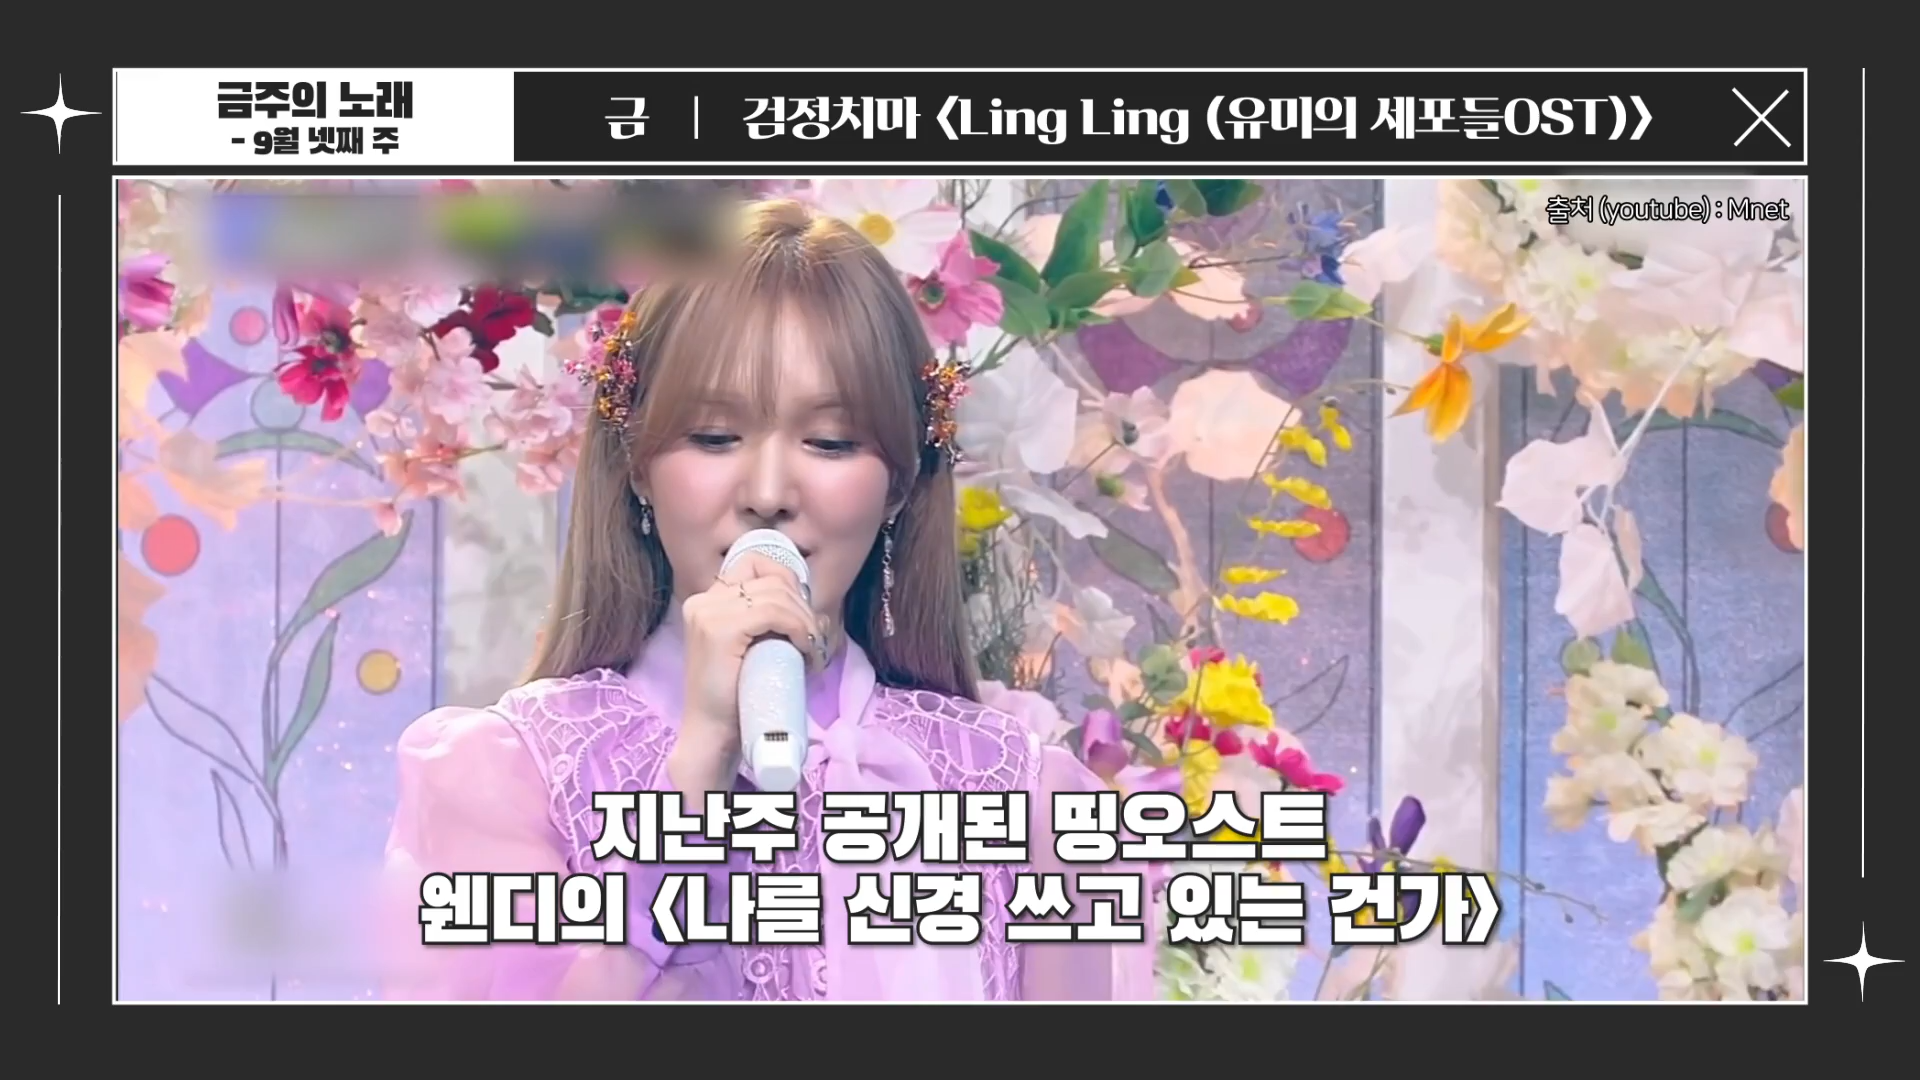 금주의 노래
- 9월 넷째 주
금 | 검정치마 《Ling Ling (유미의 세포들OST)》
출처 (youtube) : Mnet
지난주 공개된 띵오스트
웬디의 《나를 신경 쓰고 있는 건가》